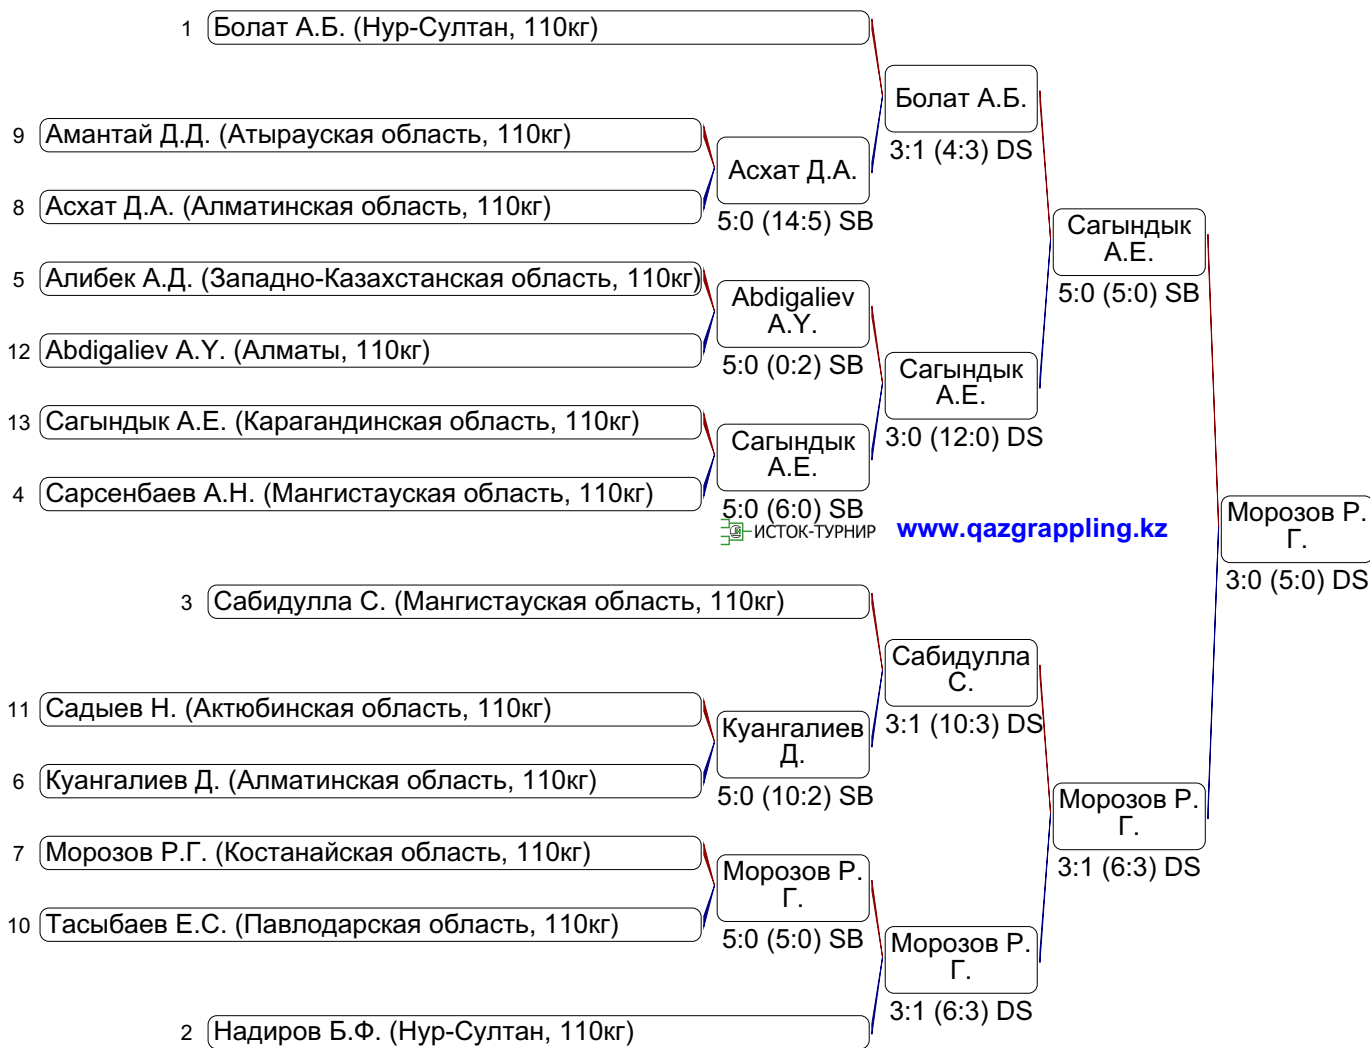 1 Болат А.Б. (Нур-Султан, 110кг)
Болат А.Б.
3:1 (4:3) DS
9 Амантай Д.Д. (Атырауская область, 110кг)
Асхат Д.А.
5:0 (14:5) SB
8 Асхат Д.А. (Алматинская область, 110кг)
Сагындык
А.Е.
5:0 (5:0) SB
5 Алибек А.Д. (Западно-Казахстанская область, 110кг)
Abdigaliev
A.Y.
5:0 (0:2) SB
12 Abdigaliev A.Y. (Алматы, 110кг)
Сагындык
А.Е.
3:0 (12:0) DS
13 Сагындык А.Е. (Карагандинская область, 110кг)
Сагындык
А.Е.
5:0 (6:0) SB
4 Сарсенбаев А.Н. (Мангистауская область, 110кг)
ИСТОК-ТУРНИР www.qazgrappling.kz
Морозов Р.
Г.
3:0 (5:0) DS
3 Сабидулла С. (Мангистауская область, 110кг)
Сабидулла
С.
3:1 (10:3) DS
11 Садыев Н. (Актюбинская область, 110кг)
Куангалиев
Д.
5:0 (10:2) SB
6 Куангалиев Д. (Алматинская область, 110кг)
Морозов Р.
Г.
3:1 (6:3) DS
7 Морозов Р.Г. (Костанайская область, 110кг)
Морозов Р.
Г.
5:0 (5:0) SB
10 Тасыбаев Е.С. (Павлодарская область, 110кг)
Морозов Р.
Г.
3:1 (6:3) DS
2 Надиров Б.Ф. (Нур-Султан, 110кг)